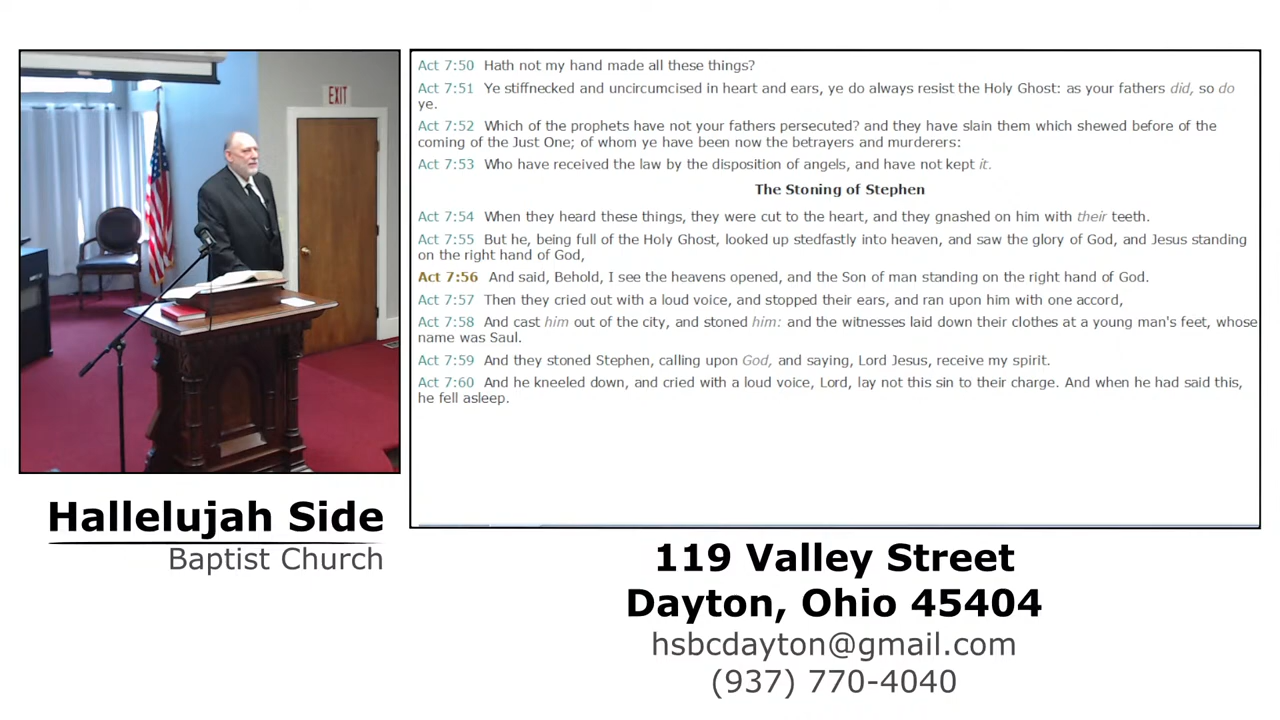 EXIT
Act 7:50 Hath not my hand made all these things?
Act 7:51 Ye stiffnecked and uncircumcised in heart and ears, ye do always resist the Holy Ghost: as your fathers did, so do
ye.
Act 7:52 Which of the prophets have not your fathers persecuted? and they have slain them which shewed before of the
coming of the Just One; of whom ye have been now the betrayers and murderers:
Act 7:53 Who have received the law by the disposition of angels, and have not kept it.
The Stoning of Stephen
Act 7:54 When they heard these things, they were cut to the heart, and they gnashed on him with their teeth.
Act 7:55 But he, being full of the Holy Ghost, looked up stedfastly into heaven, and saw the glory of God, and Jesus standing
on the right hand of God,
Act 7:56 And said, Behold, I see the heavens opened, and the Son of man standing on the right hand of God.
Act 7:57 Then they cried out with a loud voice, and stopped their ears, and ran upon him with one accord,
Act 7:58 And cast him out of the city, and stoned him: and the witnesses laid down their clothes at a young man's feet, whose
name was Saul.
Act 7:59 And they stoned Stephen, calling upon God, and saying, Lord Jesus, receive my spirit.
Act 7:60 And he kneeled down, and cried with a loud voice, Lord, lay not this sin to their charge. And when he had said this,
he fell asleep.
Hallelujah Side
Baptist Church
119 Valley Street
Dayton, Ohio 45404
hsbcdayton@gmail.com
(937) 770-4040